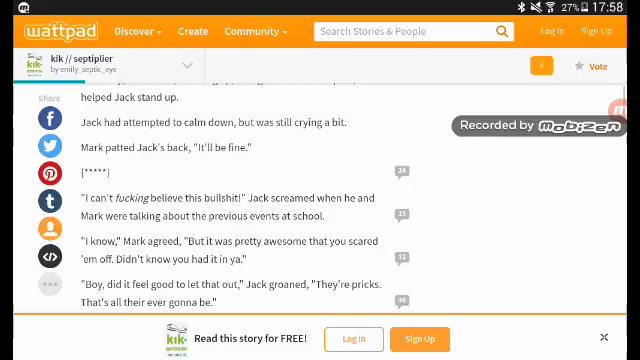 27% 17:58
wattpad Discover Create Community Search Stories & People Log In Sign Up
kik // septiplier
by emily_septic_eye
+ Vote
Share
helped Jack stand up.
Jack had attempted to calm down, but was still crying a bit.
Recorded by mobizen
Mark patted Jack's back, "It'll be fine."
{*****} 24
"I can't fucking believe this bullshit!" Jack screamed when he and
Mark were talking about the previous events at school. 15
"I know," Mark agreed, "But it was pretty awesome that you scared
'em off. Didn't know you had it in ya." 12
"Boy, did it feel good to let that out," Jack groaned, "They're pricks.
That's all their ever gonna be."
Read this story for FREE! Log In Sign Up